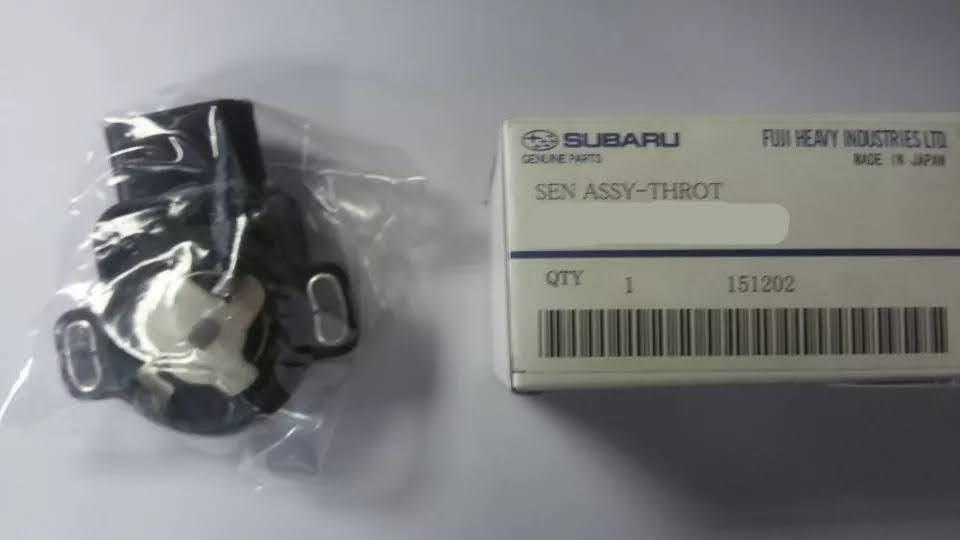 SUBARU
GENUINE PARTS
FUJI HEAVY INDUSTRIES LTD.
MADE IN JAPAN
SEN ASSY-THROT
QTY 1 151202